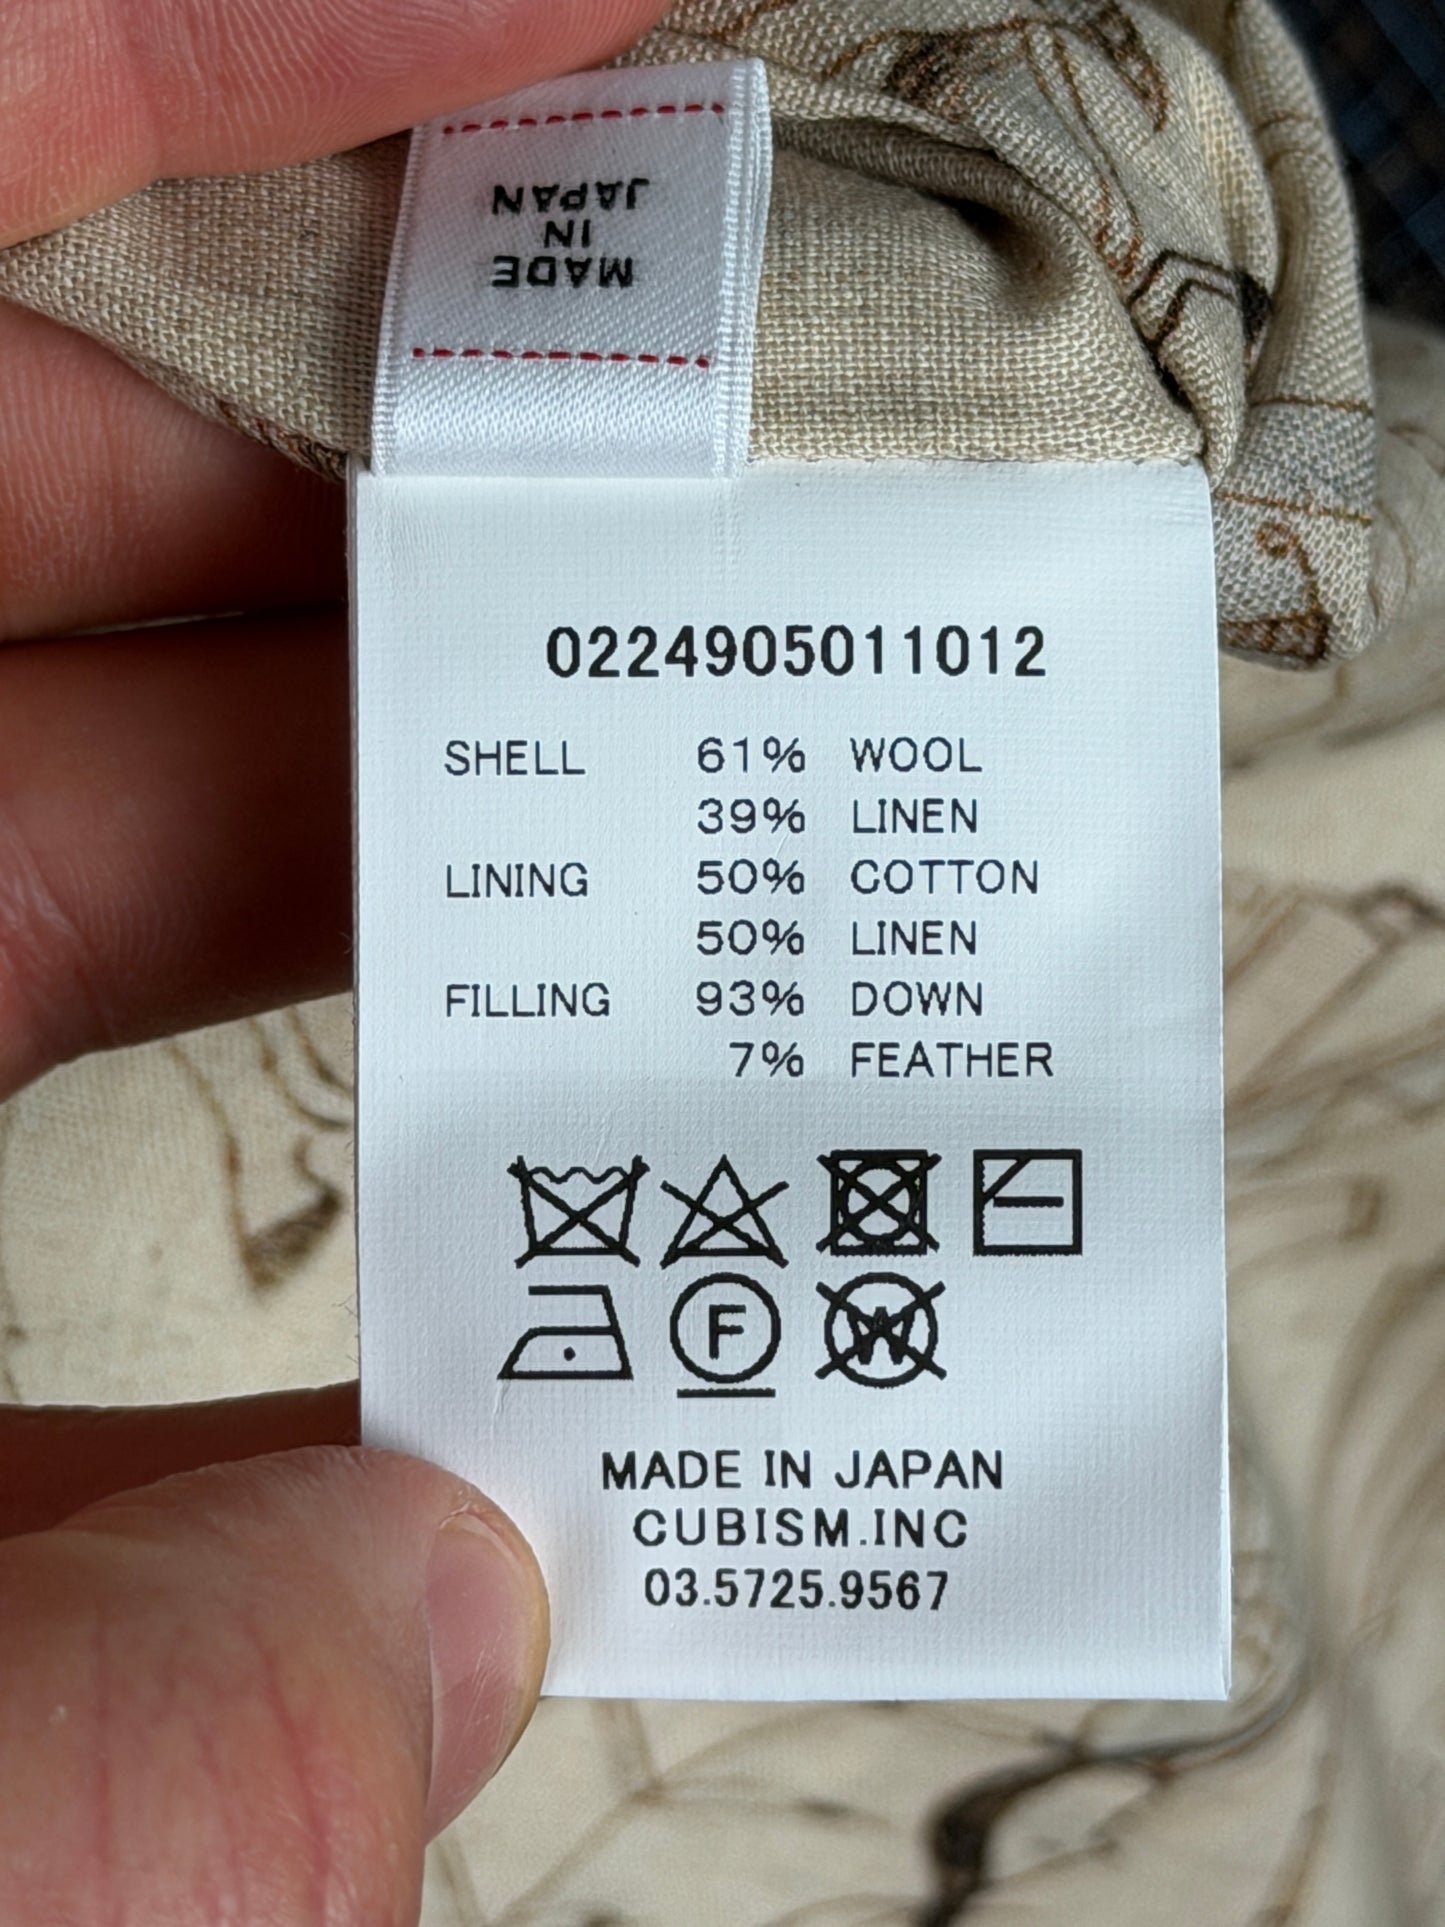 MADE
IN
JAPAN
0224905011012
SHELL 61% WOOL
39% LINEN
LINING 50% COTTON
50% LINEN
FILLING 93% DOWN
7% FEATHER
F W
MADE IN JAPAN
CUBISM.INC
03.5725.9567